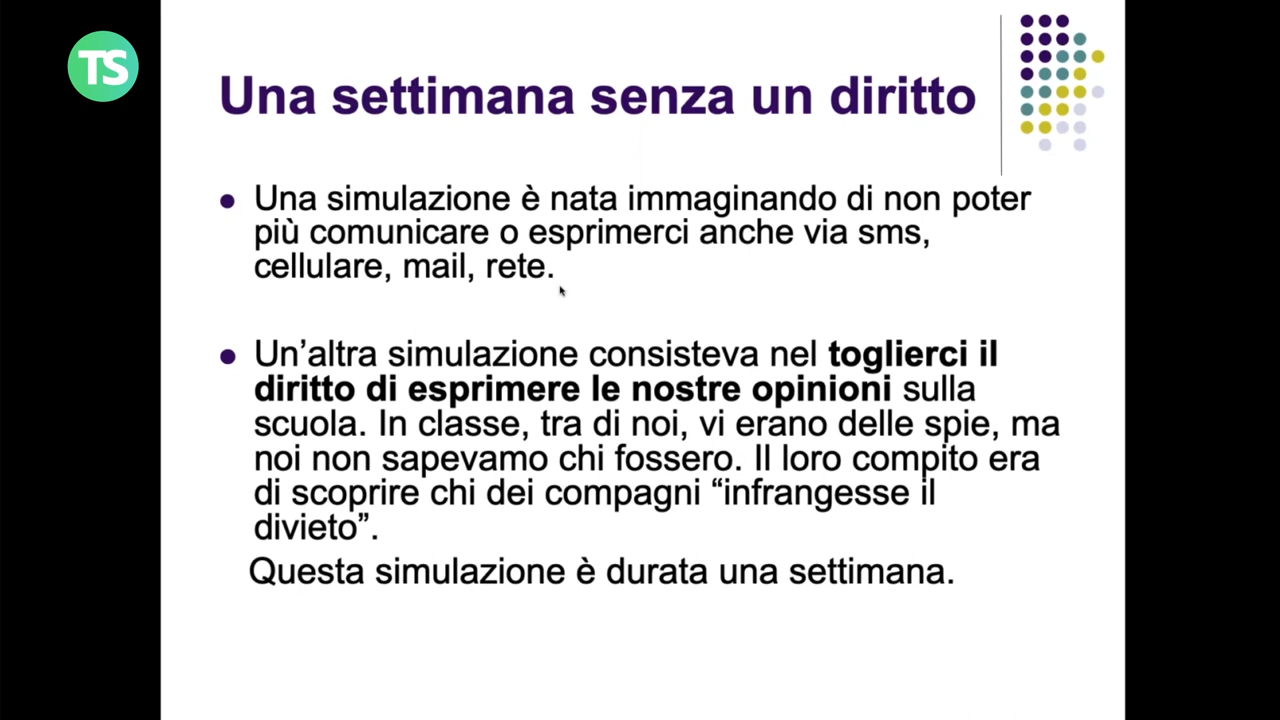 TS
Una settimana senza un diritto
Una simulazione è nata immaginando di non poter
più comunicare o esprimerci anche via sms,
cellulare, mail, rete.
Un’altra simulazione consisteva nel toglierci il
diritto di esprimere le nostre opinioni sulla
scuola. In classe, tra di noi, vi erano delle spie, ma
noi non sapevamo chi fossero. Il loro compito era
di scoprire chi dei compagni “infrangesse il
divieto”.
Questa simulazione è durata una settimana.